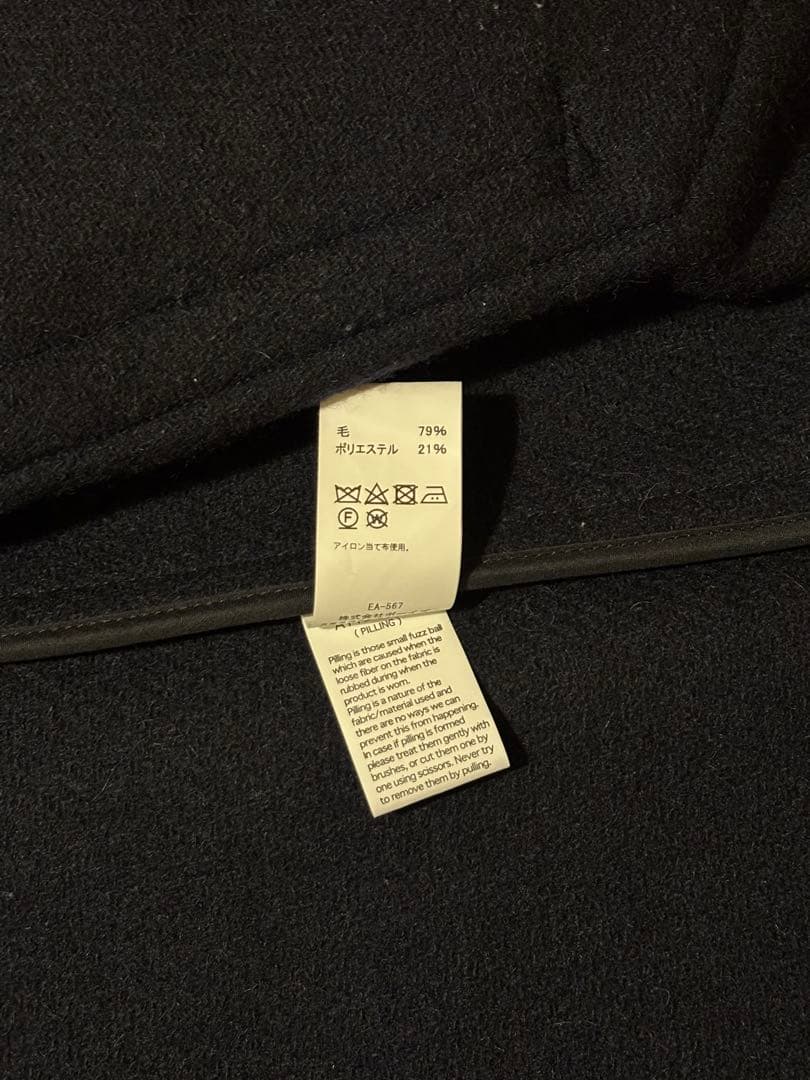 毛 79%
ポリエステル 21%
F
W
アイロン当て布使用。
EA-567
株式会社
(PILLING)
Pilling is those small fuzz ball
which are caused when the
loose fiber on the fabric is
rubbed during when the
product is worn.
Pilling is a nature of the
fabric/material used and
there are no ways we can
prevent this from happening.
In case if pilling is formed
please treat them gently with
brushes, or cut them one by
one using scissors. Never try
to remove them by pulling.